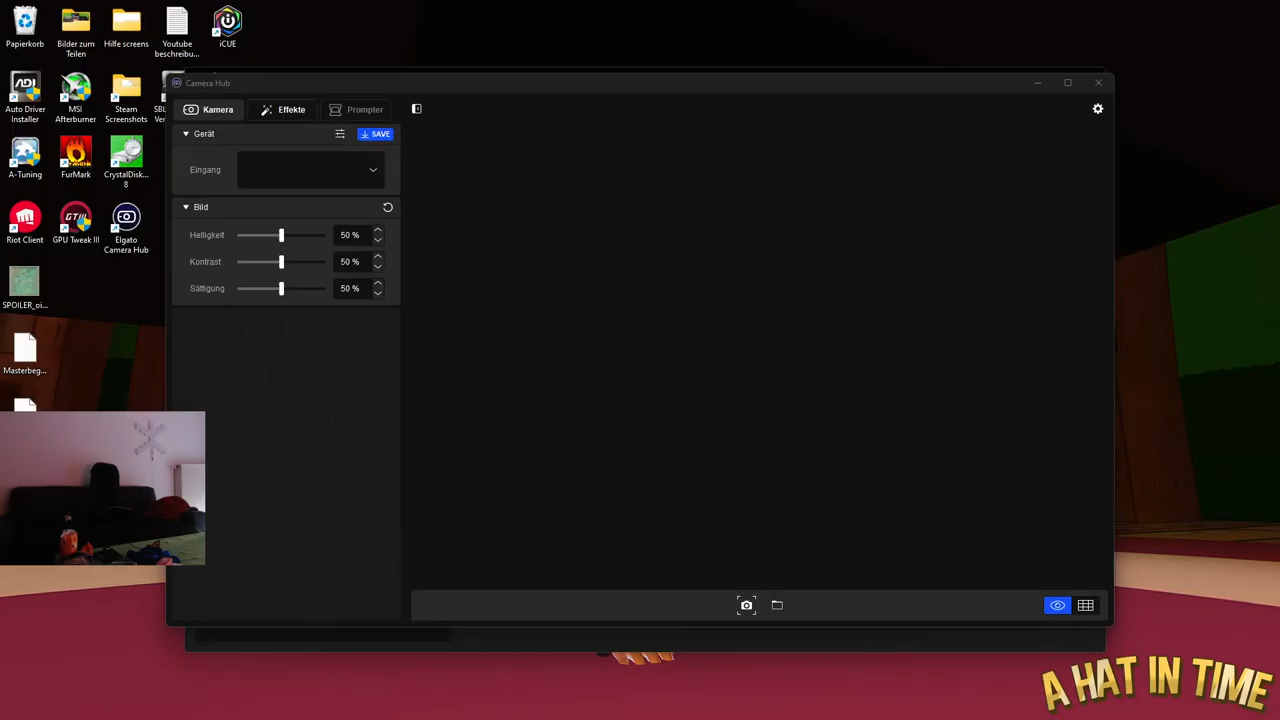 Papierkorb
Bilder zum
Teilen
Hilfe screens
Youtube
beschreibu...
iCUE
Auto Driver
Installer
MSI
Afterburner
Steam
Screenshots
A-Tuning
FurMark
CrystalDisk...
8
Riot Client
GPU Tweak III
Elgato
Camera Hub
SPOILER_oi...
Masterbeg...
Camera Hub
Kamera
Effekte
Prompter
Gerät
SAVE
Eingang
Bild
Helligkeit
50 %
Kontrast
50 %
Sättigung
50 %
A HAT IN TIME